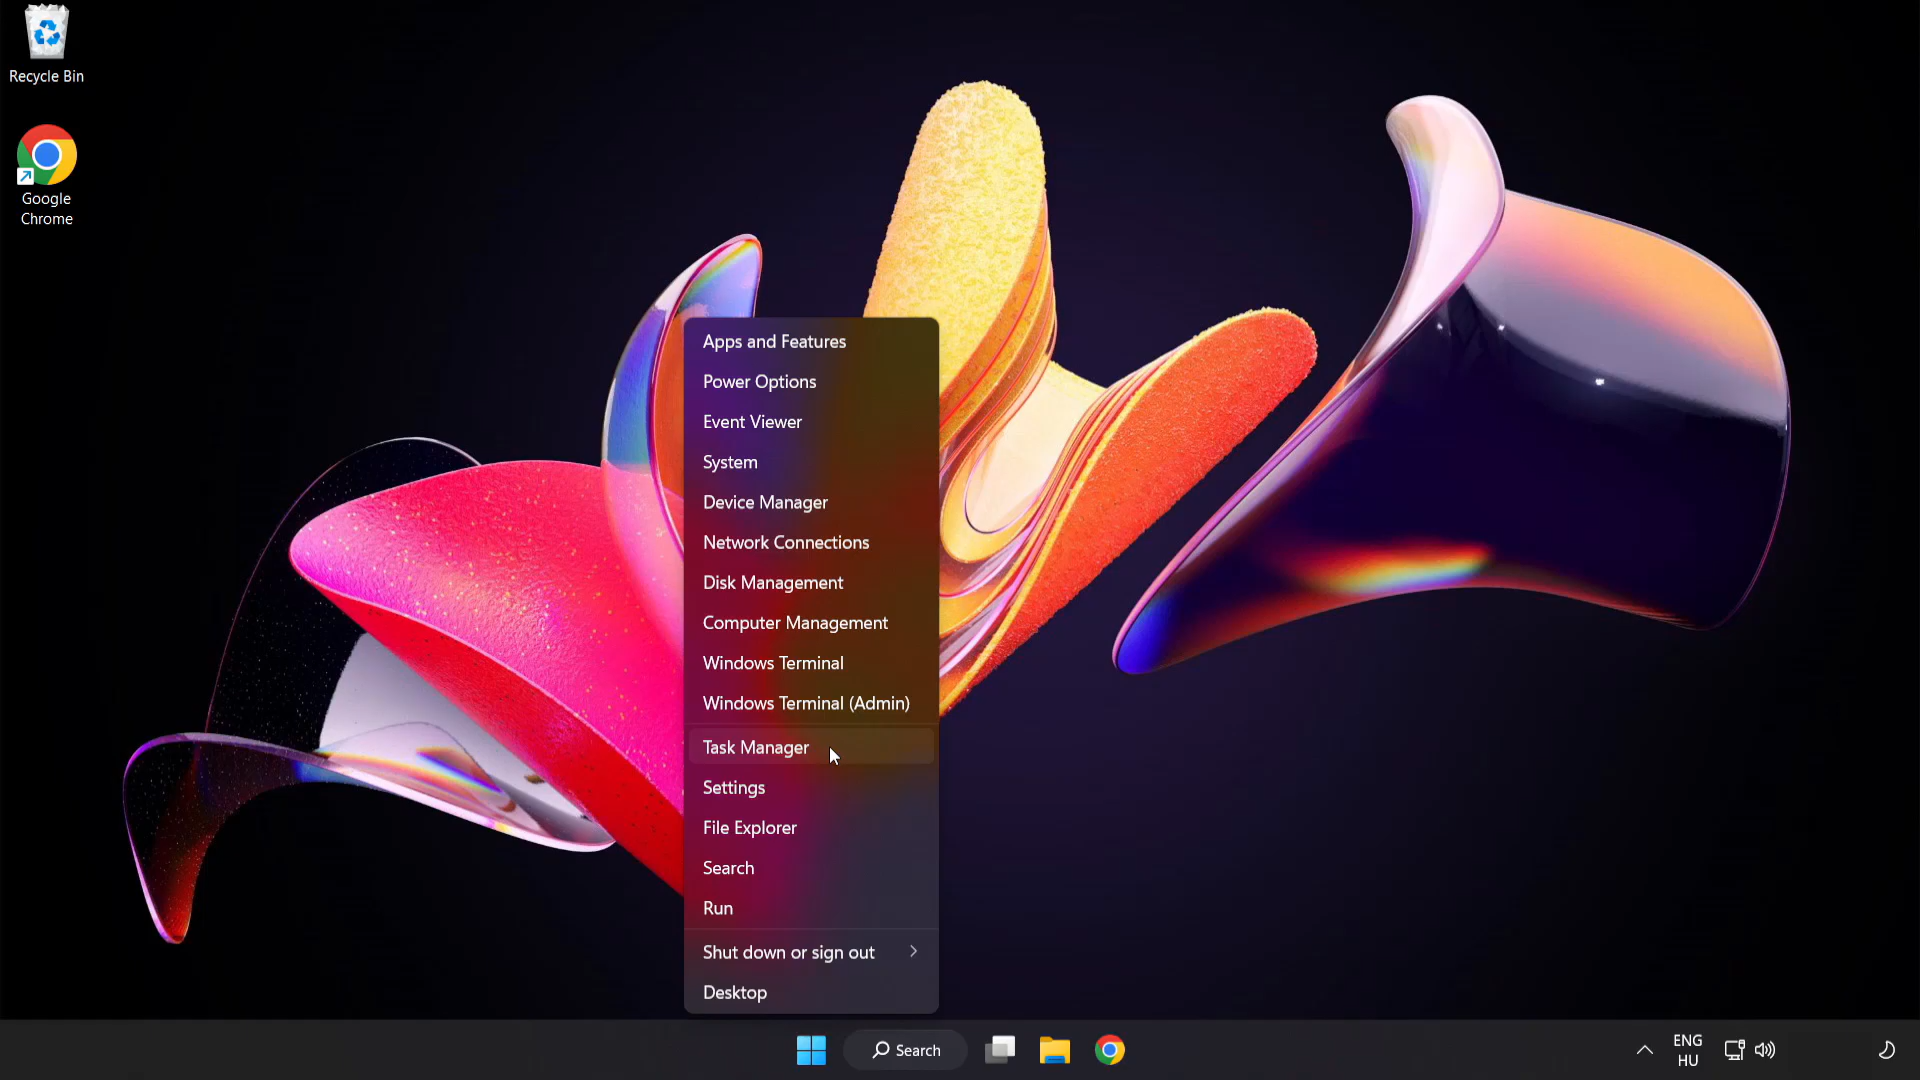 Recycle Bin
Google
Chrome
Apps and Features
Power Options
Event Viewer
System
Device Manager
Network Connections
Disk Management
Computer Management
Windows Terminal
Windows Terminal (Admin)
Task Manager
Settings
File Explorer
Search
Run
Shut down or sign out
Desktop
Search
ENG
HU